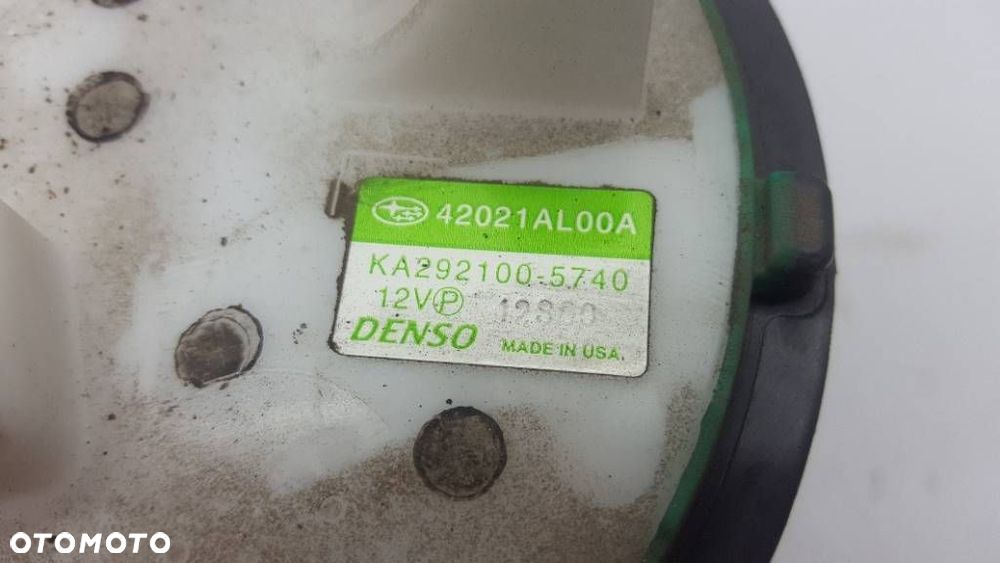 42021AL00A
KA292100-5740
12V P
DENSO MADE IN USA.
OTOMOTO